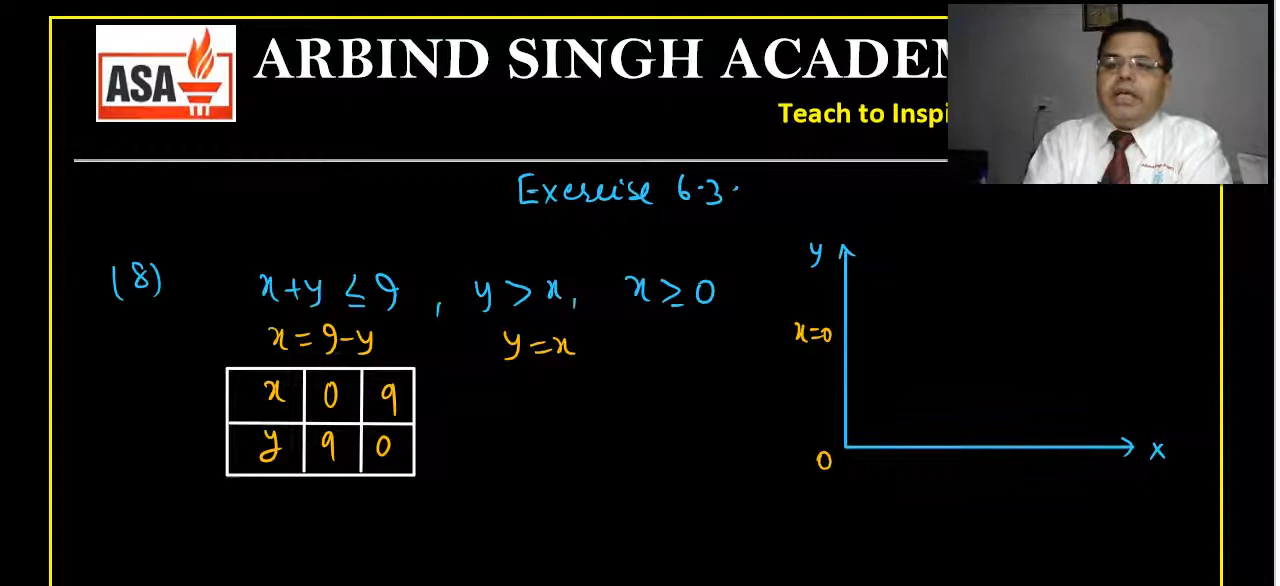 ASA
ARBIND SINGH ACADEM
Teach to Inspi
Exercise 6.3.
(8) x+y ≤ 9, y > x, x ≥ 0
x = 9-y y = x
x 0 9
y 9 0
y
x=0
0
X